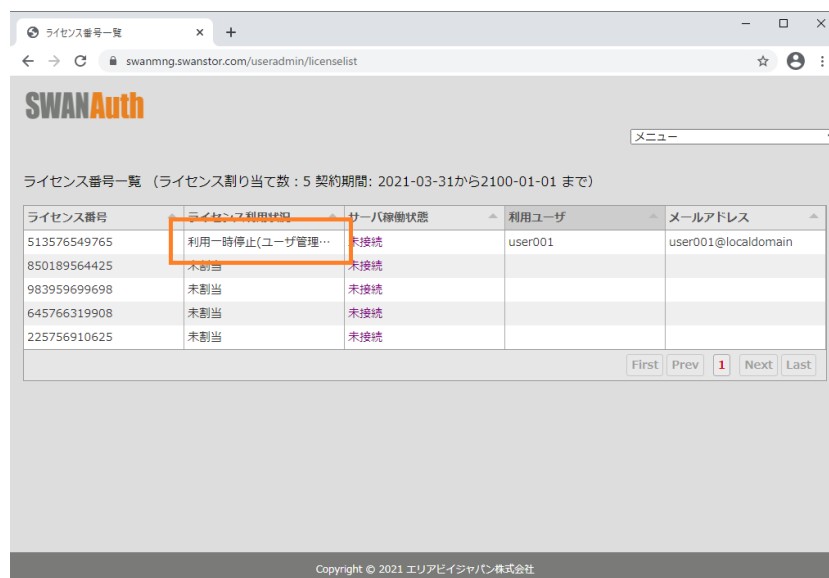 ライセンス番号一覧
swanmng.swanstor.com/useradmin/licenselist
SWANAuth
メニュー
ライセンス番号一覧 （ライセンス割り当て数 : 5 契約期間: 2021-03-31から2100-01-01 まで）
ライセンス番号 ライセンス利用状況 サーバ稼働状態 利用ユーザ メールアドレス
513576549765 利用一時停止(ユーザ管理… 未接続 user001 user001@localdomain
850189564425 未割当 未接続
983959699698 未割当 未接続
645766319908 未割当 未接続
225756910625 未割当 未接続
First Prev 1 Next Last
Copyright © 2021 エリアビイジャパン株式会社